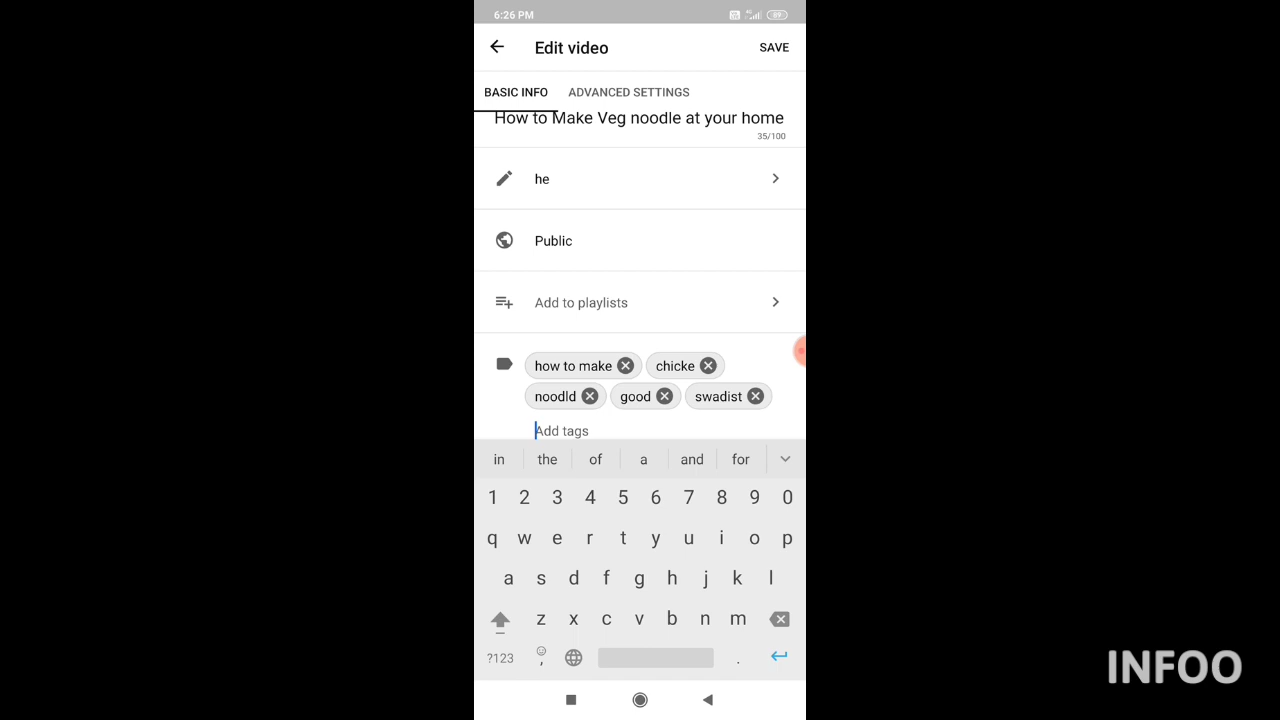 6:26 PM 4G 89
Edit video SAVE
BASIC INFO ADVANCED SETTINGS
How to Make Veg noodle at your home
35/100
he
Public
Add to playlists
how to make chicke
noodld good swadist
Add tags
in the of a and for
1 2 3 4 5 6 7 8 9 0
q w e r t y u i o p
a s d f g h j k l
z x c v b n m
?123 , .
INFOO